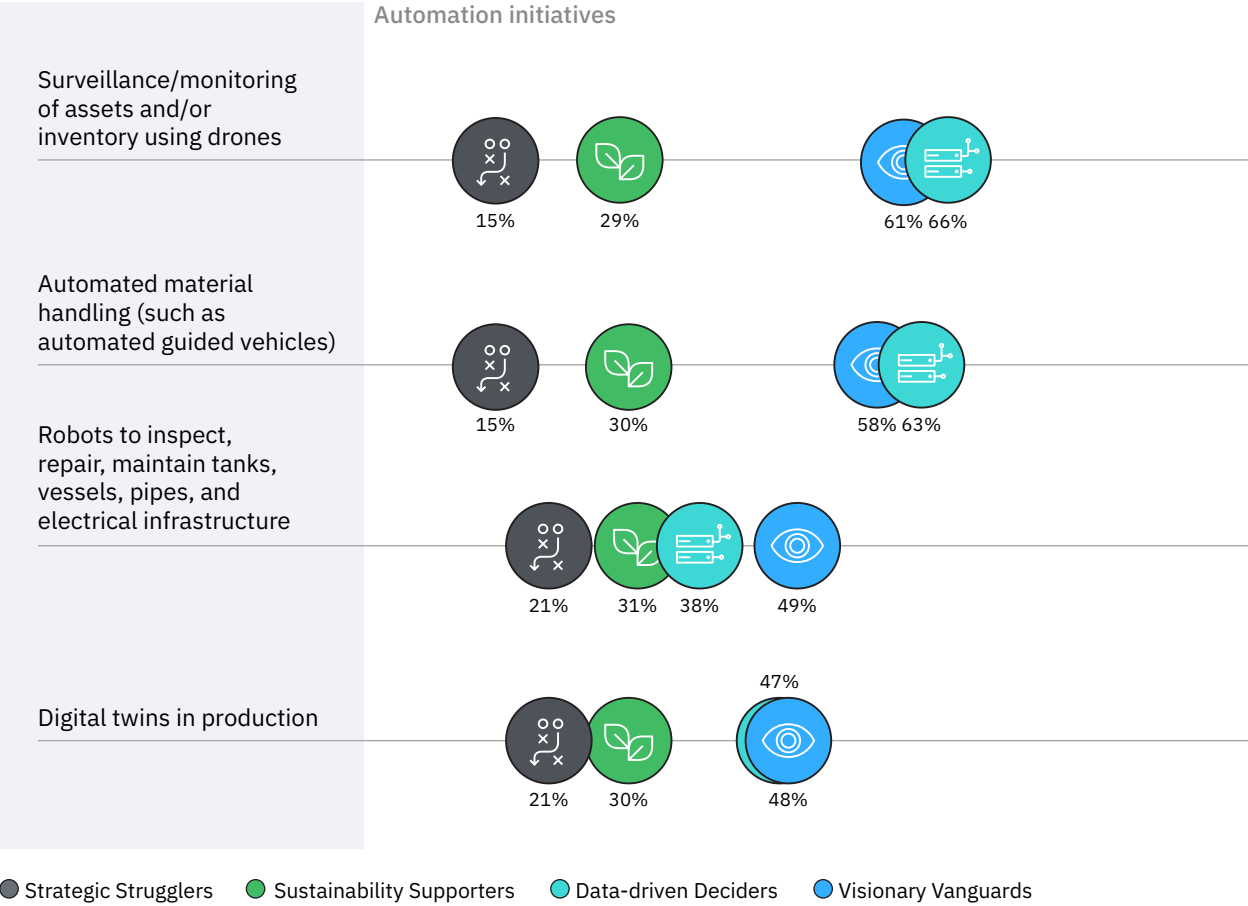 Automation initiatives
Surveillance/monitoring
of assets and/or
inventory using drones
15%
29%
61%
66%
Automated material
handling (such as
automated guided vehicles)
15%
30%
58%
63%
Robots to inspect,
repair, maintain tanks,
vessels, pipes, and
electrical infrastructure
21%
31%
38%
49%
Digital twins in production
47%
21%
30%
48%
Strategic Strugglers
Sustainability Supporters
Data-driven Deciders
Visionary Vanguards